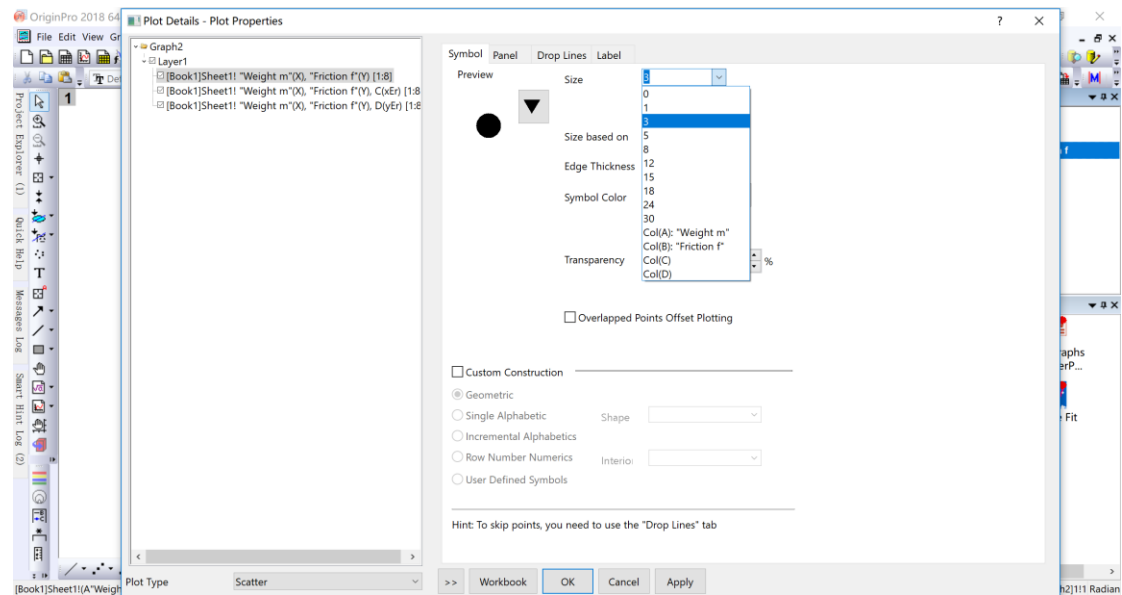 OriginPro 2018 64
Plot Details - Plot Properties
? ×
File Edit View Gr
Graph2
Layer1
[Book1]Sheet1! "Weight m"(X), "Friction f"(Y) [1:8]
[Book1]Sheet1! "Weight m"(X), "Friction f"(Y), C(xEr) [1:8
[Book1]Sheet1! "Weight m"(X), "Friction f"(Y), D(yEr) [1:8
Symbol Panel Drop Lines Label
Preview
Size 3
0
1
3
Size based on 5
8
Edge Thickness 12
15
18
Symbol Color
24
30
Col(A): "Weight m"
Col(B): "Friction f"
Transparency Col(C) %
Col(D)
Overlapped Points Offset Plotting
Custom Construction
Geometric
Single Alphabetic Shape
Incremental Alphabetics
Row Number Numerics Interior
User Defined Symbols
Hint: To skip points, you need to use the "Drop Lines" tab
Plot Type Scatter
>> Workbook OK Cancel Apply
Project Explorer (1)
Quick Help
Messages Log
Smart Hint Log (2)
1
T
Def
M
f
aphs
erP...
Fit
[Book1]Sheet1!(A"Weigh
h2]1!1 Radian